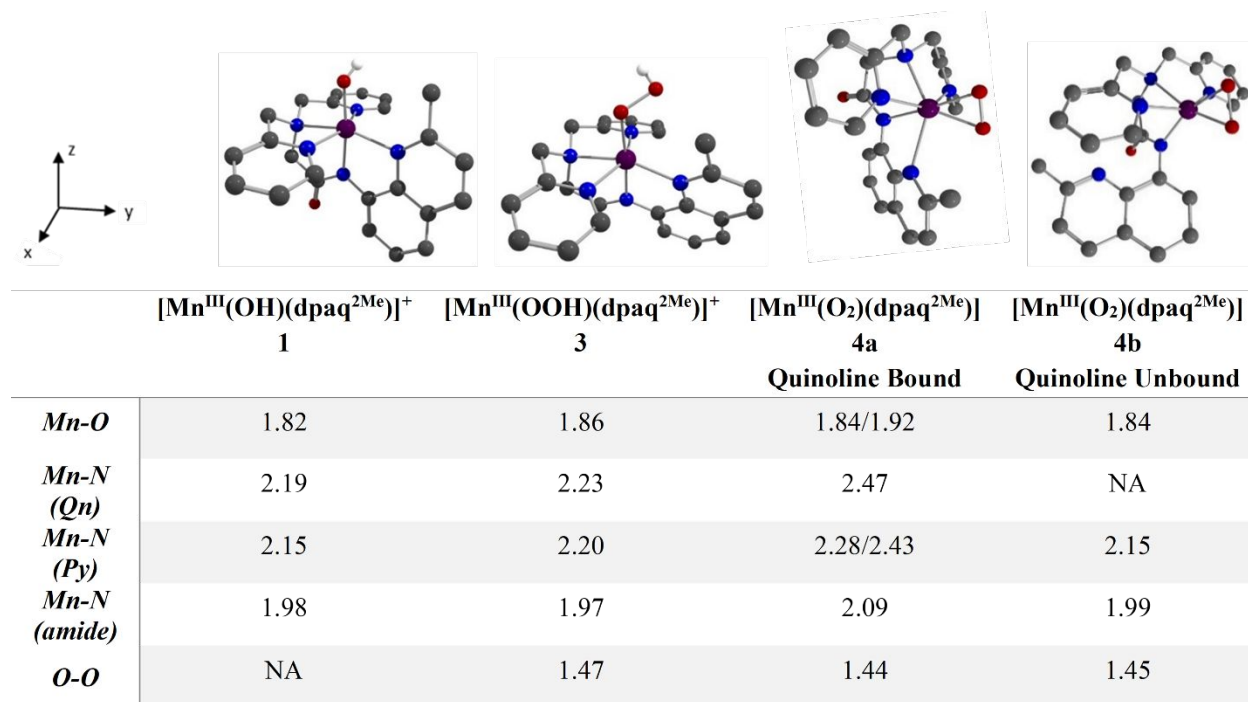 z
y
x
[Mn^III(OH)(dpaq^2Me)]^+ [Mn^III(OOH)(dpaq^2Me)]^+ [Mn^III(O₂)(dpaq^2Me)] [Mn^III(O₂)(dpaq^2Me)]
1 3 4a 4b
Quinoline Bound Quinoline Unbound
Mn-O 1.82 1.86 1.84/1.92 1.84
Mn-N
(Qn) 2.19 2.23 2.47 NA
Mn-N
(Py) 2.15 2.20 2.28/2.43 2.15
Mn-N
(amide) 1.98 1.97 2.09 1.99
O-O NA 1.47 1.44 1.45